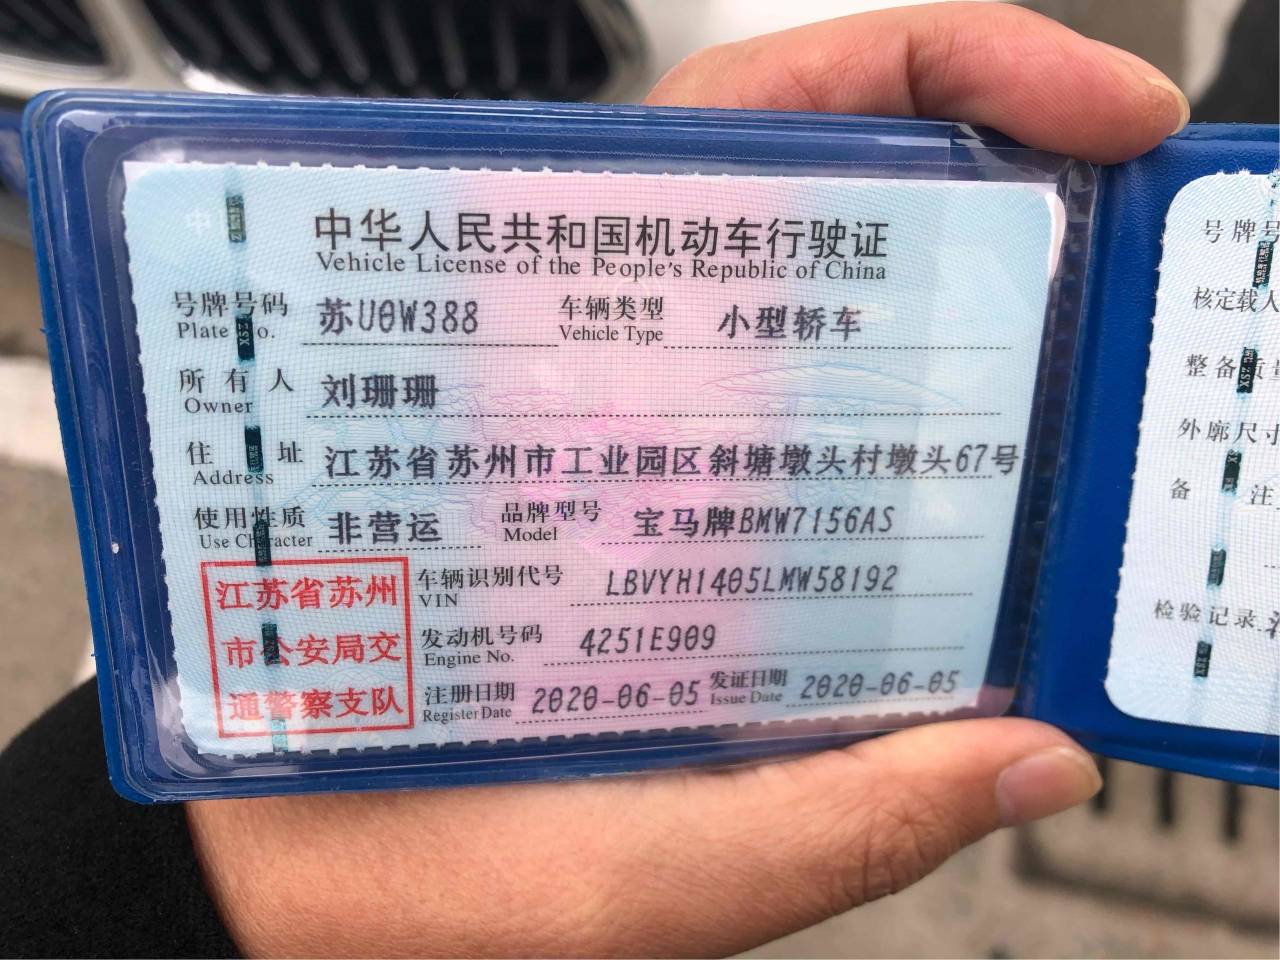 中华人民共和国机动车行驶证
Vehicle License of the People's Republic of China
号牌号码 苏U0W388 车辆类型 小型轿车
Plate No. Vehicle Type
所有人 刘珊珊
Owner
住址 江苏省苏州市工业园区斜塘墩头村墩头67号
Address
使用性质 非营运 品牌型号 宝马牌BMW7156AS
Use Character Model
江苏省苏州
市公安局交
通警察支队
车辆识别代号 LBVYH1405LMW58192
VIN
发动机号码 4251E909
Engine No.
注册日期 2020-06-05 发证日期 2020-06-05
Register Date Issue Date
号牌号
核定载人
整备质量
外廓尺寸
备注
检验记录